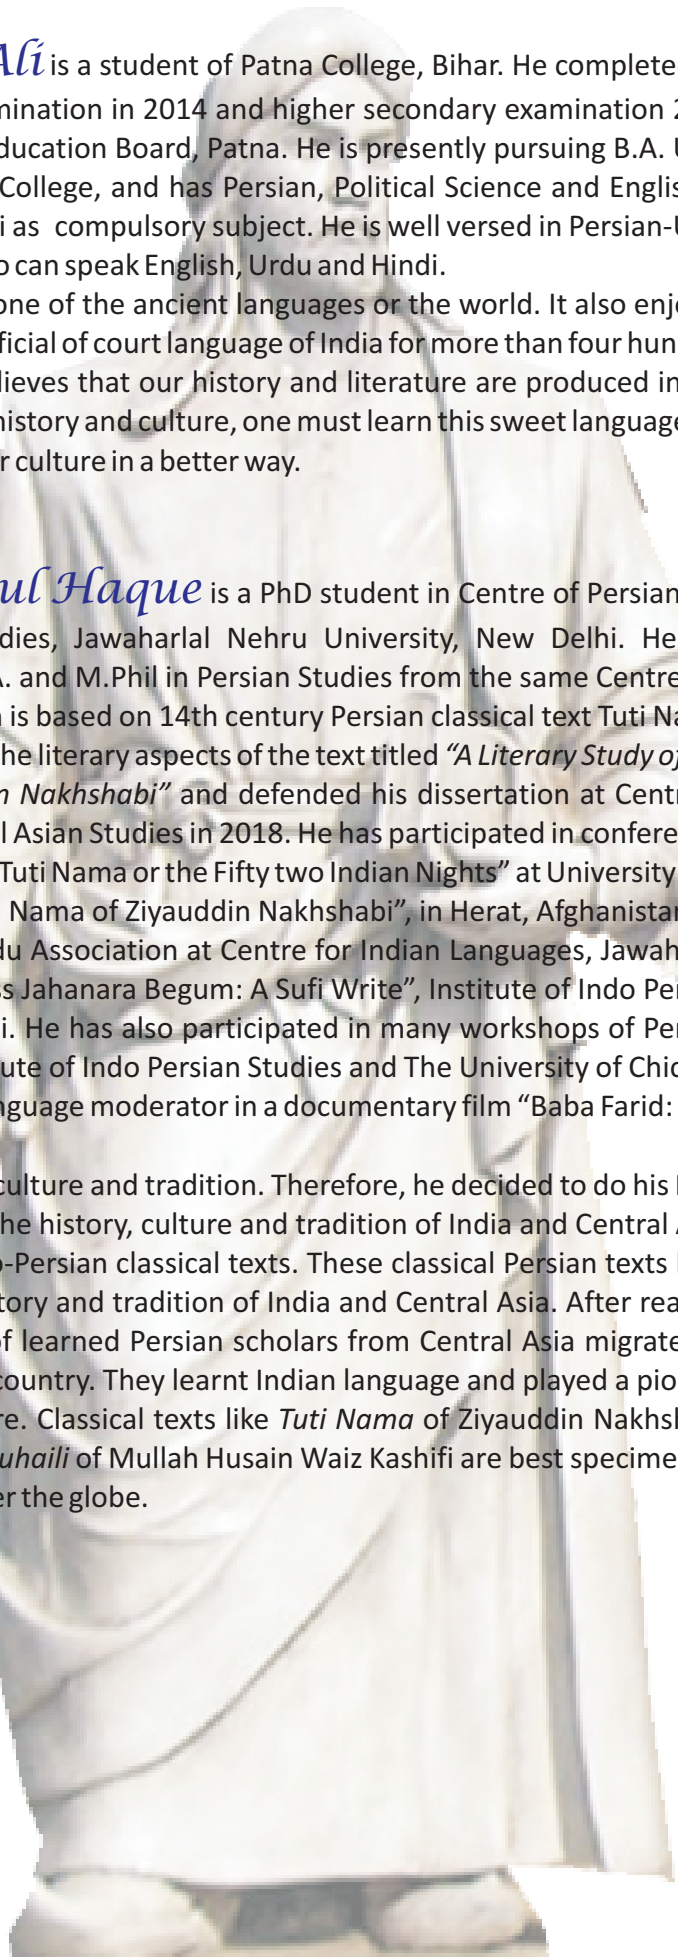 Ali is a student of Patna College, Bihar. He complete
mination in 2014 and higher secondary examination 2
ducation Board, Patna. He is presently pursuing B.A. U
College, and has Persian, Political Science and Englis
i as compulsory subject. He is well versed in Persian-U
o can speak English, Urdu and Hindi.
one of the ancient languages or the world. It also enj
ficial of court language of India for more than four hun
lieves that our history and literature are produced in
history and culture, one must learn this sweet language
r culture in a better way.
ul Haque is a PhD student in Centre of Persian
dies, Jawaharlal Nehru University, New Delhi. He
A. and M.Phil in Persian Studies from the same Centre
n is based on 14th century Persian classical text Tuti Na
he literary aspects of the text titled “A Literary Study of
n Nakhshabi” and defended his dissertation at Centr
l Asian Studies in 2018. He has participated in confere
Tuti Nama or the Fifty two Indian Nights” at University
Nama of Ziyauddin Nakhshabi”, in Herat, Afghanistan
du Association at Centre for Indian Languages, Jawah
ss Jahanara Begum: A Sufi Write”, Institute of Indo Per
i. He has also participated in many workshops of Per
ute of Indo Persian Studies and The University of Chic
nguage moderator in a documentary film “Baba Farid:
culture and tradition. Therefore, he decided to do his
he history, culture and tradition of India and Central A
o-Persian classical texts. These classical Persian texts
tory and tradition of India and Central Asia. After rea
of learned Persian scholars from Central Asia migrate
country. They learnt Indian language and played a pio
re. Classical texts like Tuti Nama of Ziyauddin Nakhsh
uhaili of Mullah Husain Waiz Kashifi are best specime
er the globe.